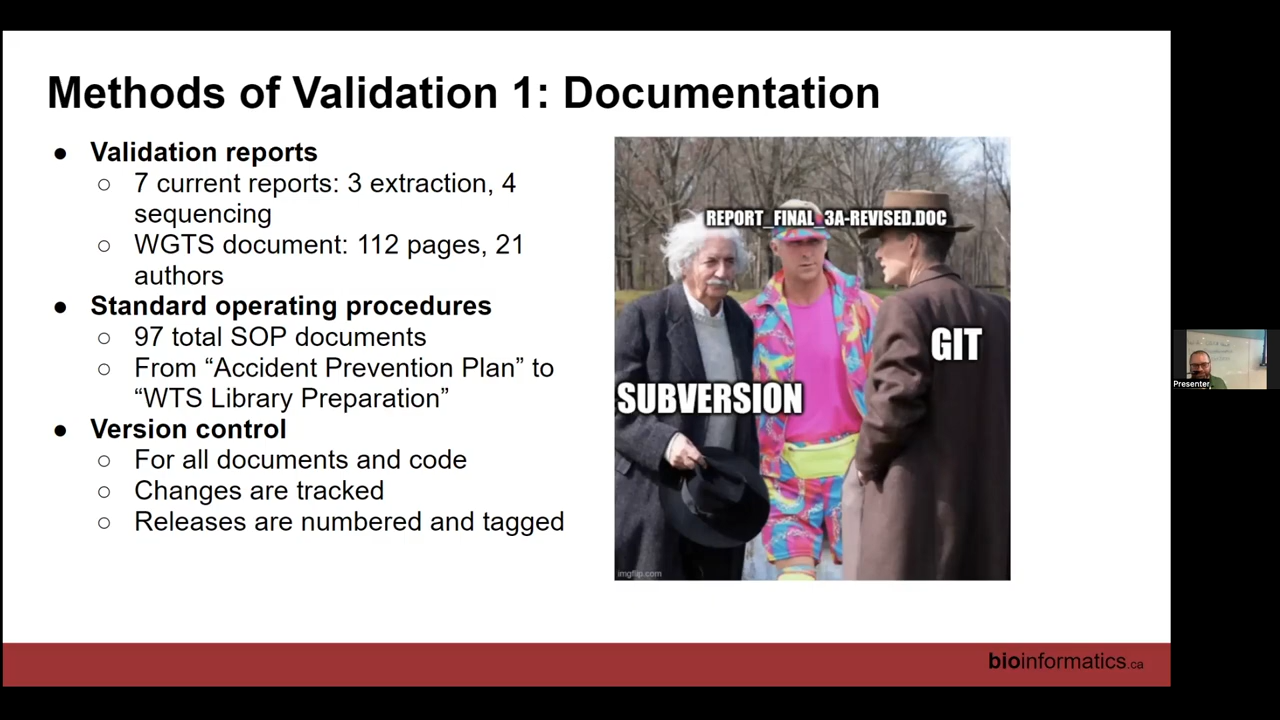 Methods of Validation 1: Documentation
● Validation reports
○ 7 current reports: 3 extraction, 4
sequencing
○ WGTS document: 112 pages, 21
authors
● Standard operating procedures
○ 97 total SOP documents
○ From “Accident Prevention Plan” to
“WTS Library Preparation”
● Version control
○ For all documents and code
○ Changes are tracked
○ Releases are numbered and tagged
REPORT_FINAL_3A-REVISED.DOC
GIT
SUBVERSION
imgflip.com
Presenter
bioinformatics.ca